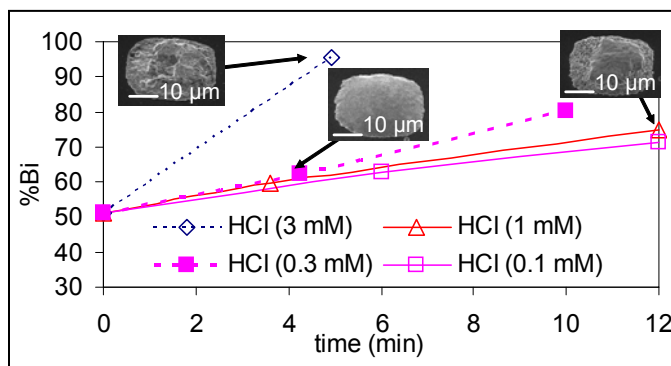 100
90
80
70
60
50
40
30
%Bi
10 µm
10 µm
10 µm
HCl (3 mM)
HCl (1 mM)
HCl (0.3 mM)
HCl (0.1 mM)
0 2 4 6 8 10 12
time (min)